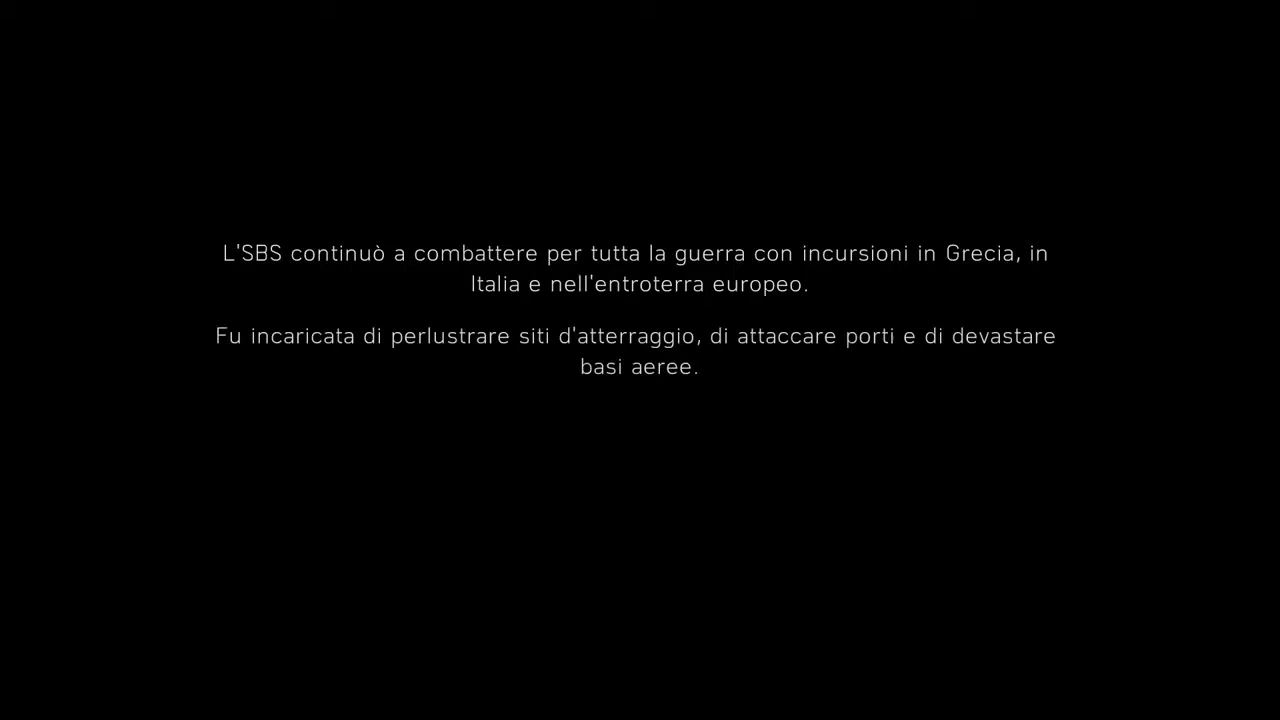 L'SBS continuò a combattere per tutta la guerra con incursioni in Grecia, in
Italia e nell'entroterra europeo.
Fu incaricata di perlustrare siti d'atterraggio, di attaccare porti e di devastare
basi aeree.